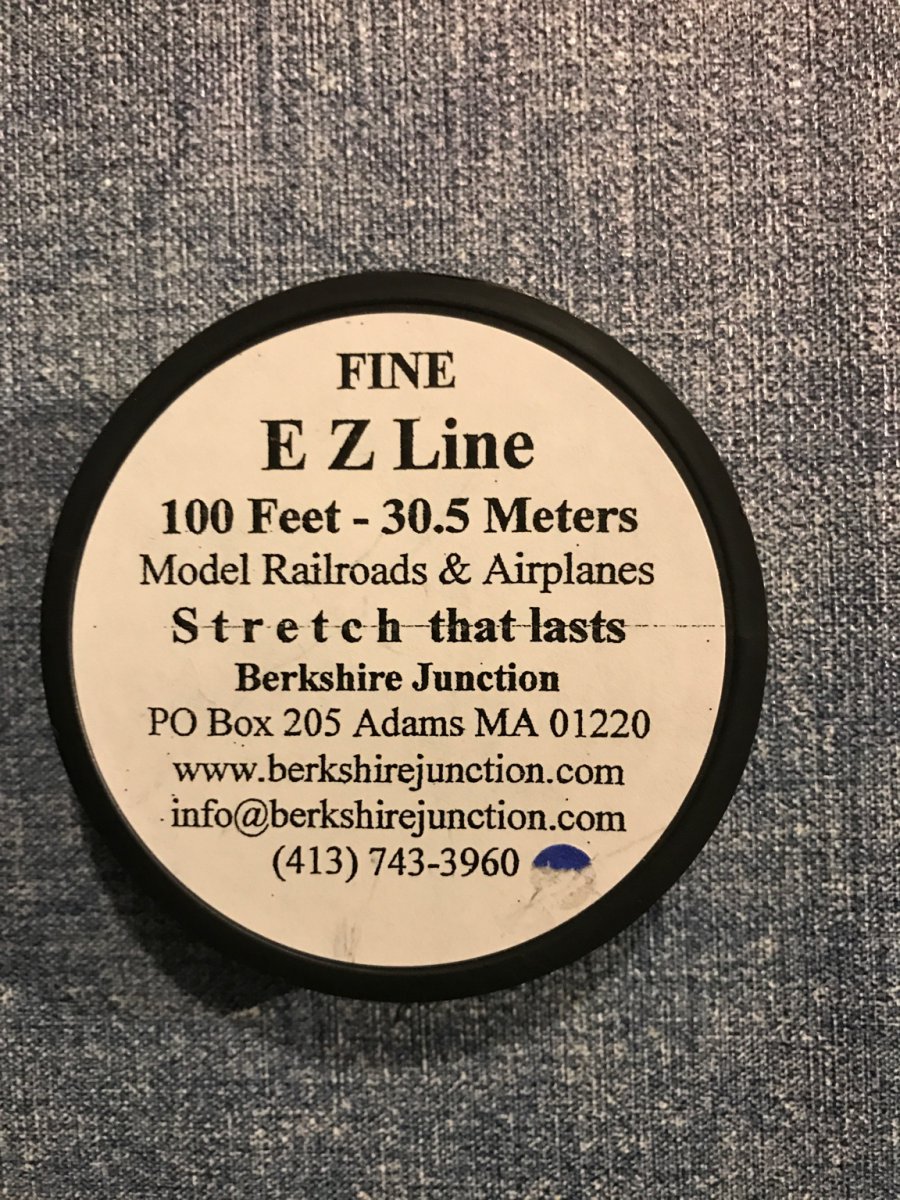 FINE
E Z Line
100 Feet - 30.5 Meters
Model Railroads & Airplanes
Stretch that lasts
Berkshire Junction
PO Box 205 Adams MA 01220
www.berkshirejunction.com
info@berkshirejunction.com
(413) 743-3960